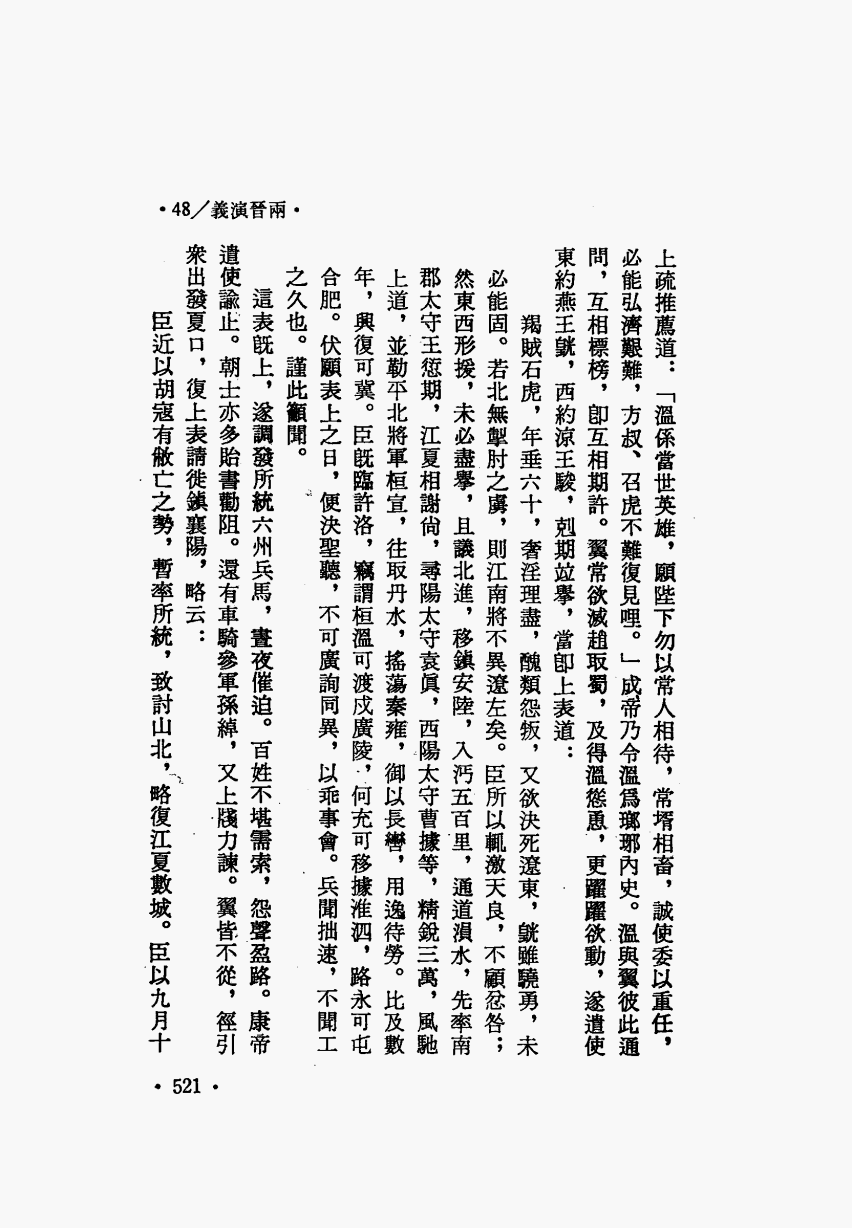 •48／義演晉兩•
上疏推薦道：「溫係當世英雄，願陛下勿以常人相待，常壻相畜，誠使委以重任，
必能弘濟艱難，方叔、召虎不難復見哩。」成帝乃令溫爲瑯琊內史。溫與翼彼此通
問，互相標榜，卽互相期許。翼常欲滅趙取蜀，及得溫慫恿，更躍躍欲動，遂遣使
東約燕王皝，西約涼王駿，剋期竝舉，當卽上表道：
羯賊石虎，年垂六十，奢淫理盡，醜類怨叛，又欲決死遼東，皝雖驍勇，未
必能固。若北無掣肘之虜，則江南將不異遼左矣。臣所以輒激天良，不顧忿咎；
然東西形援，未必盡舉，且議北進，移鎮安陸，入沔五百里，通道溳水，先率南
郡太守王愆期，江夏相謝尙，尋陽太守袁眞，西陽太守曹據等，精銳三萬，風馳
上道，並勒平北將軍桓宣，往取丹水，搖蕩秦雍，御以長轡，用逸待勞。比及數
年，興復可冀。臣旣臨許洛，竊謂桓溫可渡戍廣陵，何充可移據淮泗，路永可屯
合肥。伏願表上之日，便決聖聽，不可廣詢同異，以乖事會。兵聞拙速，不聞工
之久也。謹此籲聞。
這表旣上，遂調發所統六州兵馬，晝夜催迫。百姓不堪需索，怨聲盈路。康帝
遣使諭止。朝士亦多貽書勸阻。還有車騎參軍孫綽，又上牋力諫。翼皆不從，徑引
衆出發夏口，復上表請徙鎮襄陽，略云：
臣近以胡寇有敝亡之勢，暫率所統，致討山北，略復江夏數城。臣以九月十
•521•